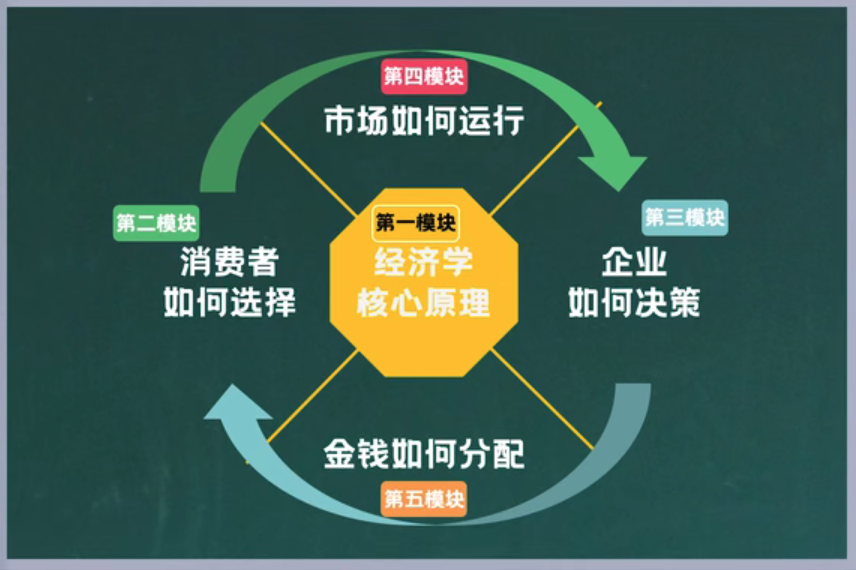 第四模块
市场如何运行
第二模块
消费者
如何选择
第一模块
经济学
核心原理
第三模块
企业
如何决策
金钱如何分配
第五模块